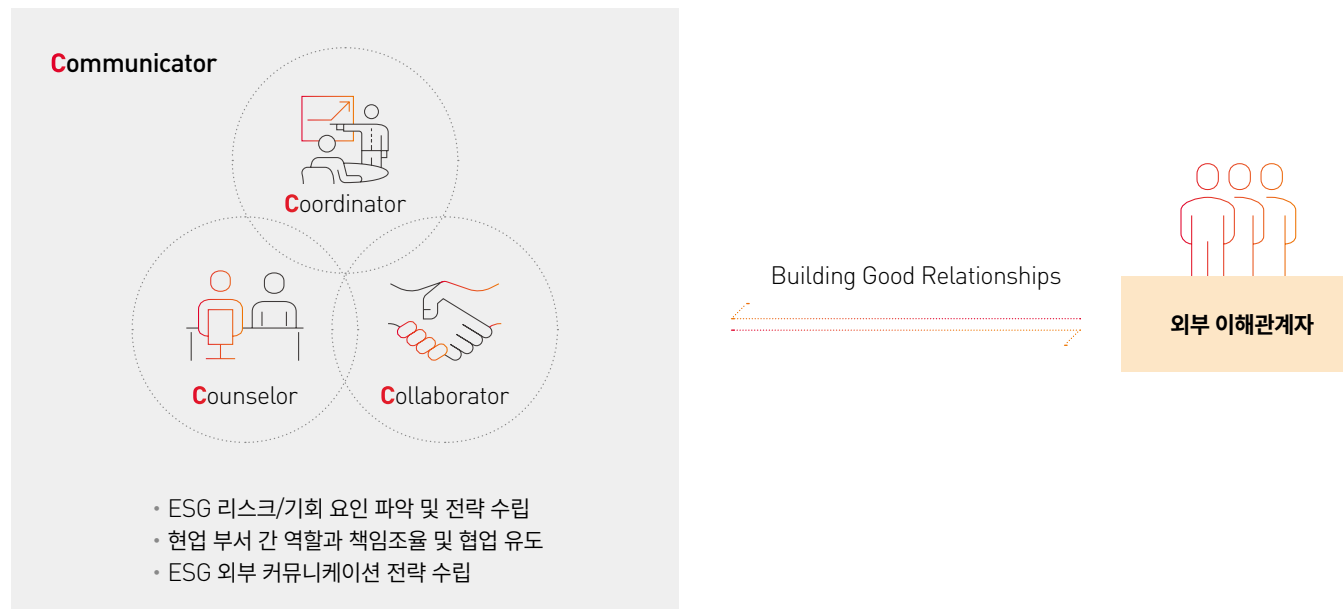 Communicator
Coordinator
Counselor
Collaborator
• ESG 리스크/기회 요인 파악 및 전략 수립
• 현업 부서 간 역할과 책임조율 및 협업 유도
• ESG 외부 커뮤니케이션 전략 수립
Building Good Relationships
외부 이해관계자